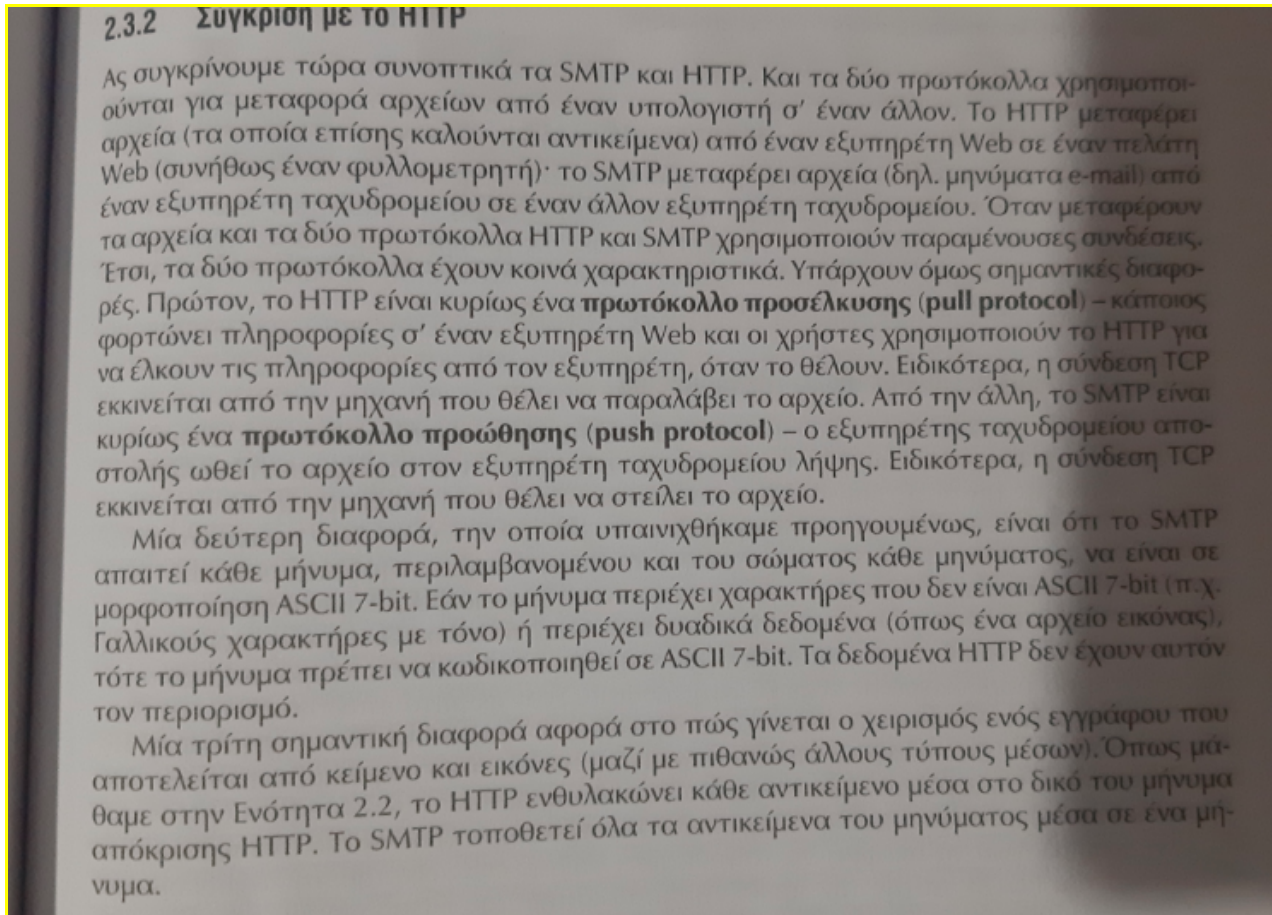 2.3.2 Σύγκριση με το HTTP
Ας συγκρίνουμε τώρα συνοπτικά τα SMTP και HTTP. Και τα δύο πρωτόκολλα χρησιμοποι-
ούνται για μεταφορά αρχείων από έναν υπολογιστή σ’ έναν άλλον. Το HTTP μεταφέρει
αρχεία (τα οποία επίσης καλούνται αντικείμενα) από έναν εξυπηρέτη Web σε έναν πελάτη
Web (συνήθως έναν φυλλομετρητή)· το SMTP μεταφέρει αρχεία (δηλ. μηνύματα e-mail) από
έναν εξυπηρέτη ταχυδρομείου σε έναν άλλον εξυπηρέτη ταχυδρομείου. Όταν μεταφέρουν
τα αρχεία και τα δύο πρωτόκολλα HTTP και SMTP χρησιμοποιούν παραμένουσες συνδέσεις.
Έτσι, τα δύο πρωτόκολλα έχουν κοινά χαρακτηριστικά. Υπάρχουν όμως σημαντικές διαφο-
ρές. Πρώτον, το HTTP είναι κυρίως ένα πρωτόκολλο προσέλκυσης (pull protocol) – κάποιος
φορτώνει πληροφορίες σ’ έναν εξυπηρέτη Web και οι χρήστες χρησιμοποιούν το HTTP για
να έλκουν τις πληροφορίες από τον εξυπηρέτη, όταν το θέλουν. Ειδικότερα, η σύνδεση TCP
εκκινείται από την μηχανή που θέλει να παραλάβει το αρχείο. Από την άλλη, το SMTP είναι
κυρίως ένα πρωτόκολλο προώθησης (push protocol) – ο εξυπηρέτης ταχυδρομείου απο-
στολής ωθεί το αρχείο στον εξυπηρέτη ταχυδρομείου λήψης. Ειδικότερα, η σύνδεση TCP
εκκινείται από την μηχανή που θέλει να στείλει το αρχείο.
Μία δεύτερη διαφορά, την οποία υπαινιχθήκαμε προηγουμένως, είναι ότι το SMTP
απαιτεί κάθε μήνυμα, περιλαμβανομένου και του σώματος κάθε μηνύματος, να είναι σε
μορφοποίηση ASCII 7-bit. Εάν το μήνυμα περιέχει χαρακτήρες που δεν είναι ASCII 7-bit (π.χ.
Γαλλικούς χαρακτήρες με τόνο) ή περιέχει δυαδικά δεδομένα (όπως ένα αρχείο εικόνας),
τότε το μήνυμα πρέπει να κωδικοποιηθεί σε ASCII 7-bit. Τα δεδομένα HTTP δεν έχουν αυτόν
τον περιορισμό.
Μία τρίτη σημαντική διαφορά αφορά στο πώς γίνεται ο χειρισμός ενός εγγράφου που
αποτελείται από κείμενο και εικόνες (μαζί με πιθανώς άλλους τύπους μέσων). Όπως μά-
θαμε στην Ενότητα 2.2, το HTTP ενθυλακώνει κάθε αντικείμενο μέσα στο δικό του μήνυμα
απόκρισης HTTP. Το SMTP τοποθετεί όλα τα αντικείμενα του μηνύματος μέσα σε ένα μή-
νυμα.